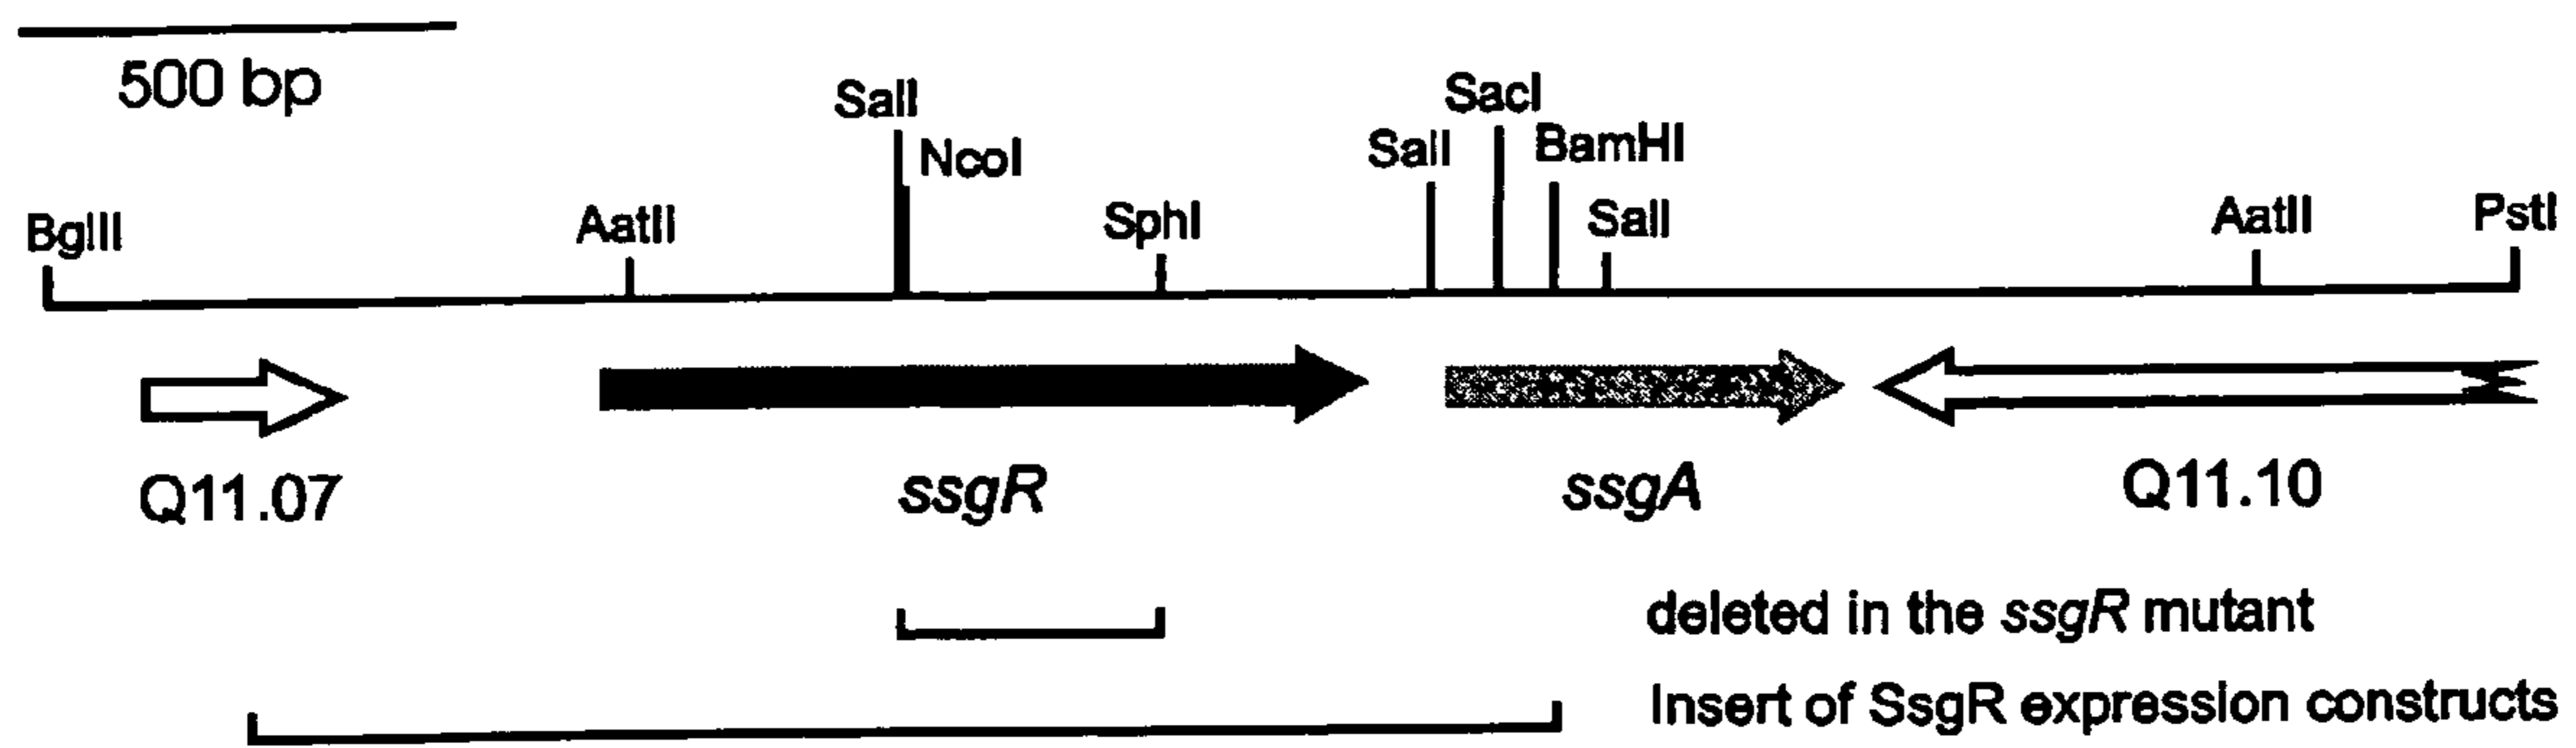 500 bp
SalI
SacI
NcoI
SalI
BamHI
BglII
AatII
SphI
SalI
AatII
PstI
Q11.07
ssgR
ssgA
Q11.10
deleted in the ssgR mutant
Insert of SsgR expression constructs